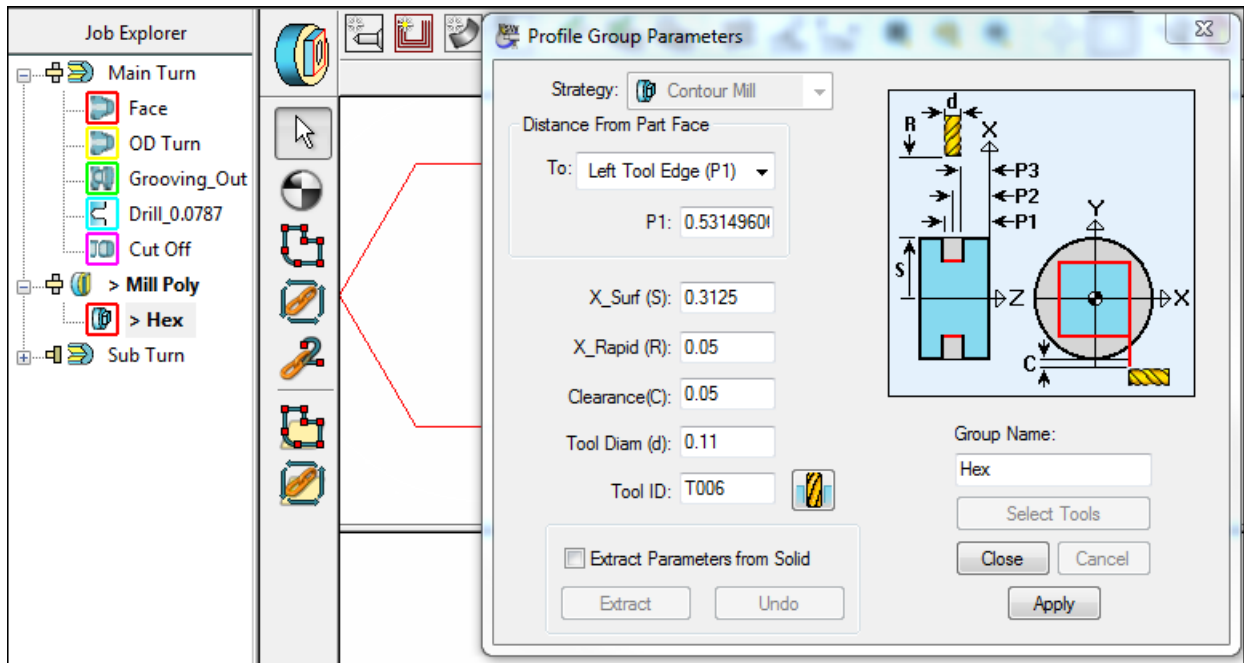 Job Explorer
Main Turn
Face
OD Turn
Grooving_Out
Drill_0.0787
Cut Off
> Mill Poly
> Hex
Sub Turn
Profile Group Parameters
Strategy: Contour Mill
Distance From Part Face
To: Left Tool Edge (P1)
P1: 0.5314960
X_Surf (S): 0.3125
X_Rapid (R): 0.05
Clearance(C): 0.05
Tool Diam (d): 0.11
Tool ID: T006
Extract Parameters from Solid
Extract Undo
d
R
X
P3
P2
P1
Y
S
Z
X
C
Group Name:
Hex
Select Tools
Close Cancel
Apply